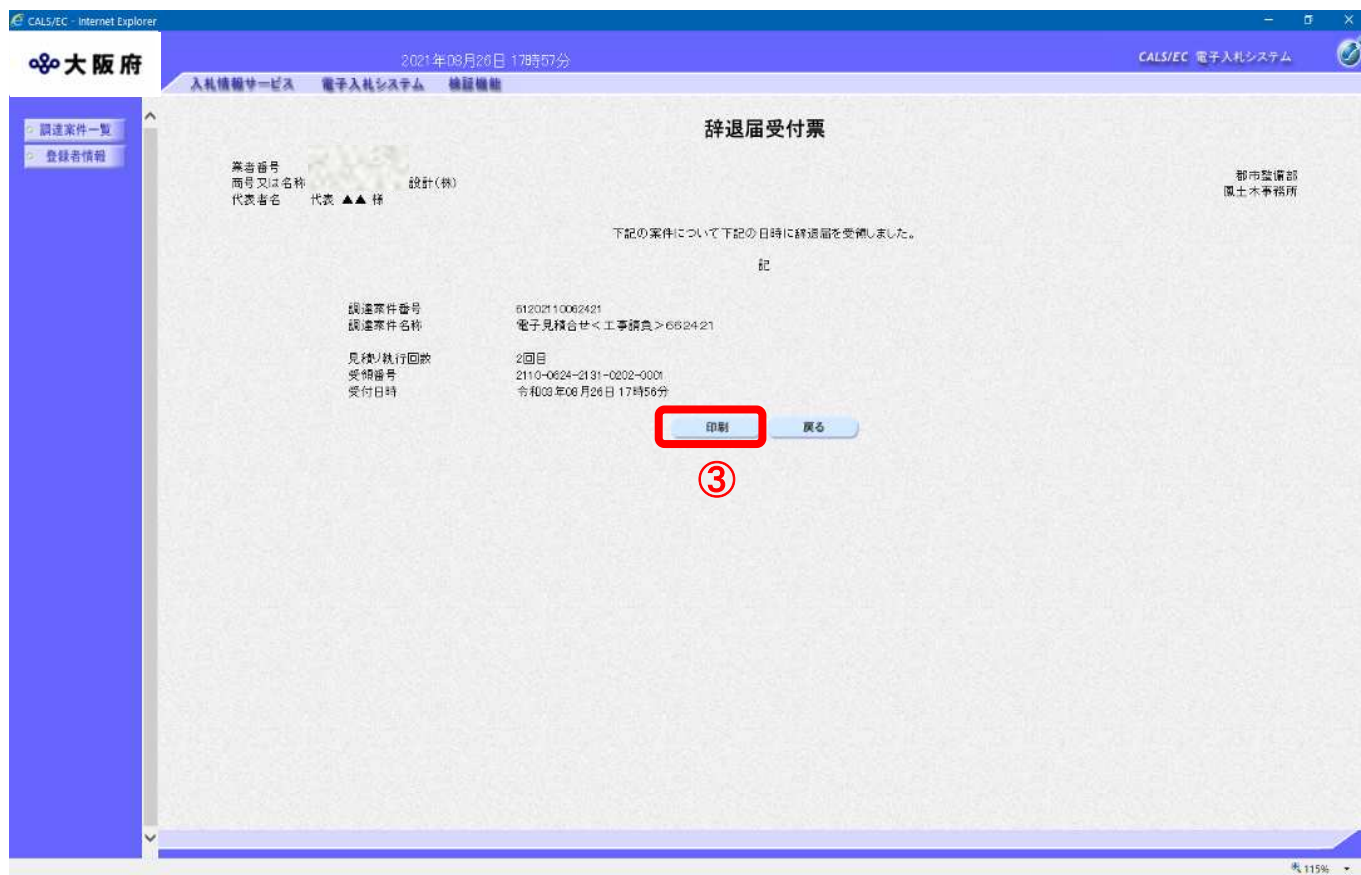 CALS/EC - Internet Explorer
大阪府
2021年08月26日 17時57分
CALS/EC 電子入札システム
入札情報サービス 電子入札システム 検証機能
調達案件一覧
登録者情報
辞退届受付票
業者番号
商号又は名称 設計(株)
代表者名 代表 ▲▲ 様
都市整備部
鳳土木事務所
下記の案件について下記の日時に辞退届を受領しました。
記
調達案件番号 61202110062421
調達案件名称 電子見積合せ<工事請負>662421
見積り執行回数 2回目
受領番号 2110-0624-2131-0202-0001
受付日時 令和03年08月26日 17時56分
印刷 戻る
③
115%